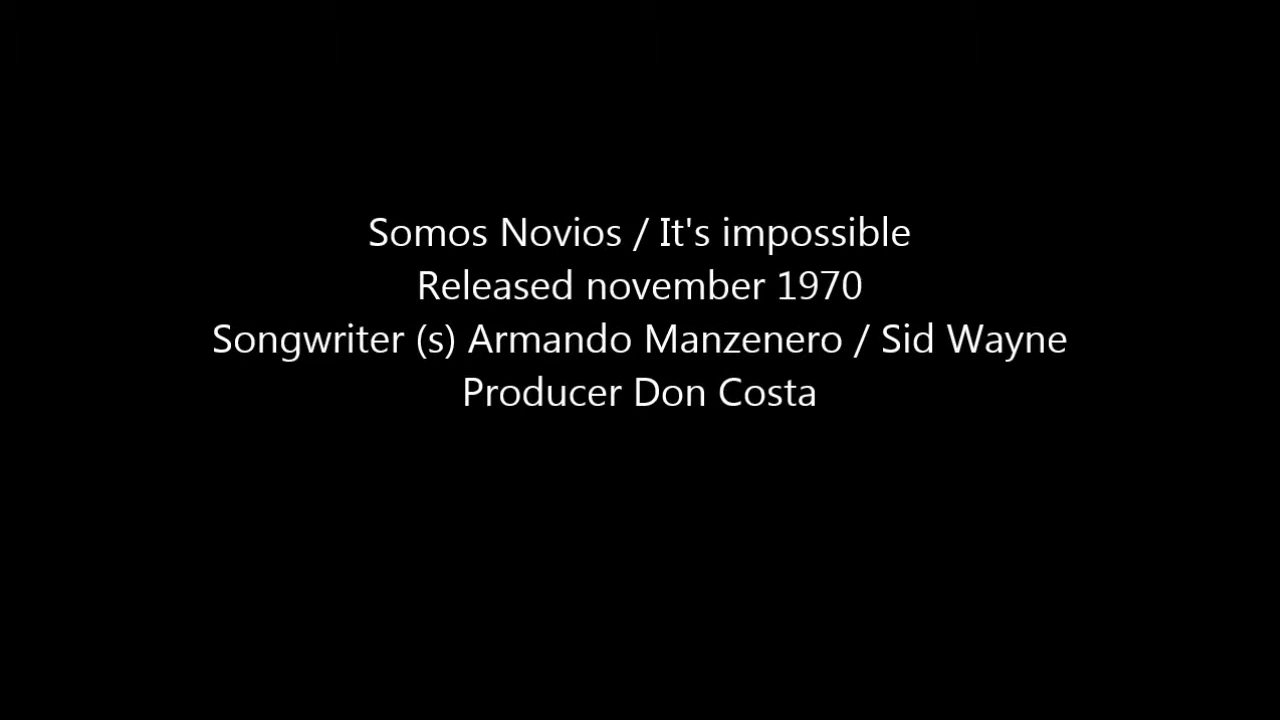 Somos Novios / It's impossible
Released november 1970
Songwriter (s) Armando Manzenero / Sid Wayne
Producer Don Costa